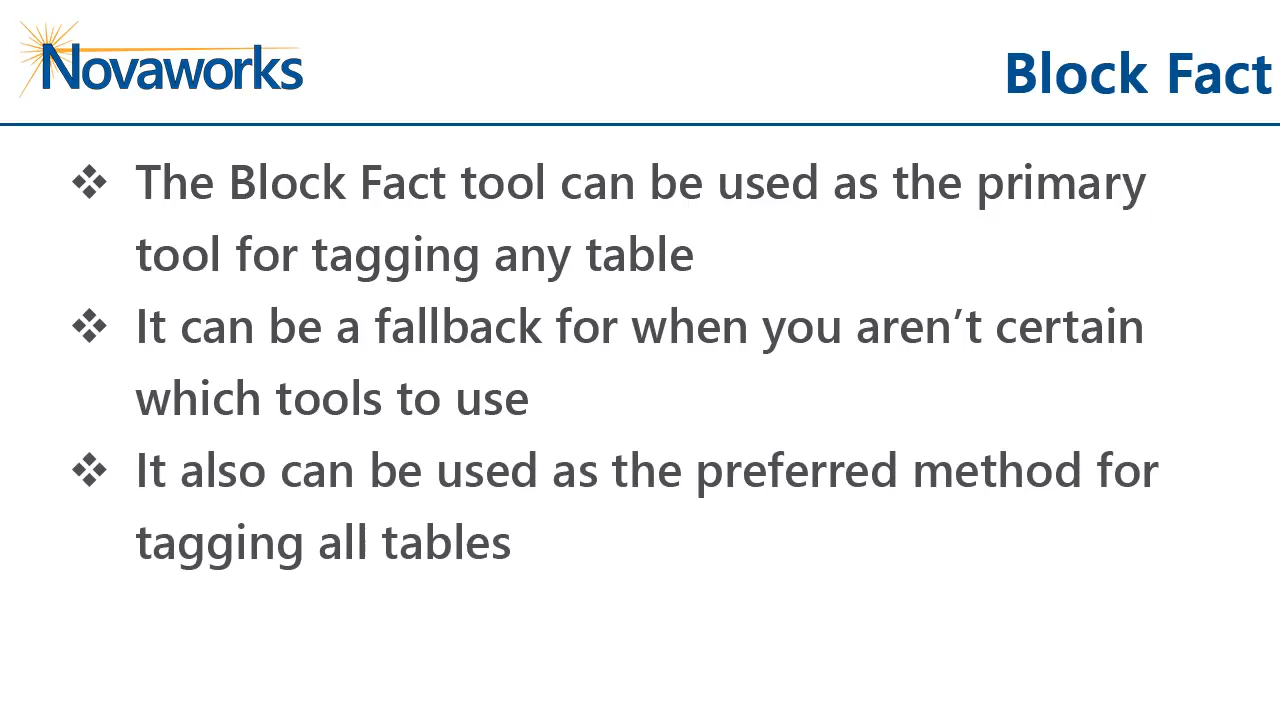 Novaworks
Block Fact
❖ The Block Fact tool can be used as the primary
tool for tagging any table
❖ It can be a fallback for when you aren’t certain
which tools to use
❖ It also can be used as the preferred method for
tagging all tables